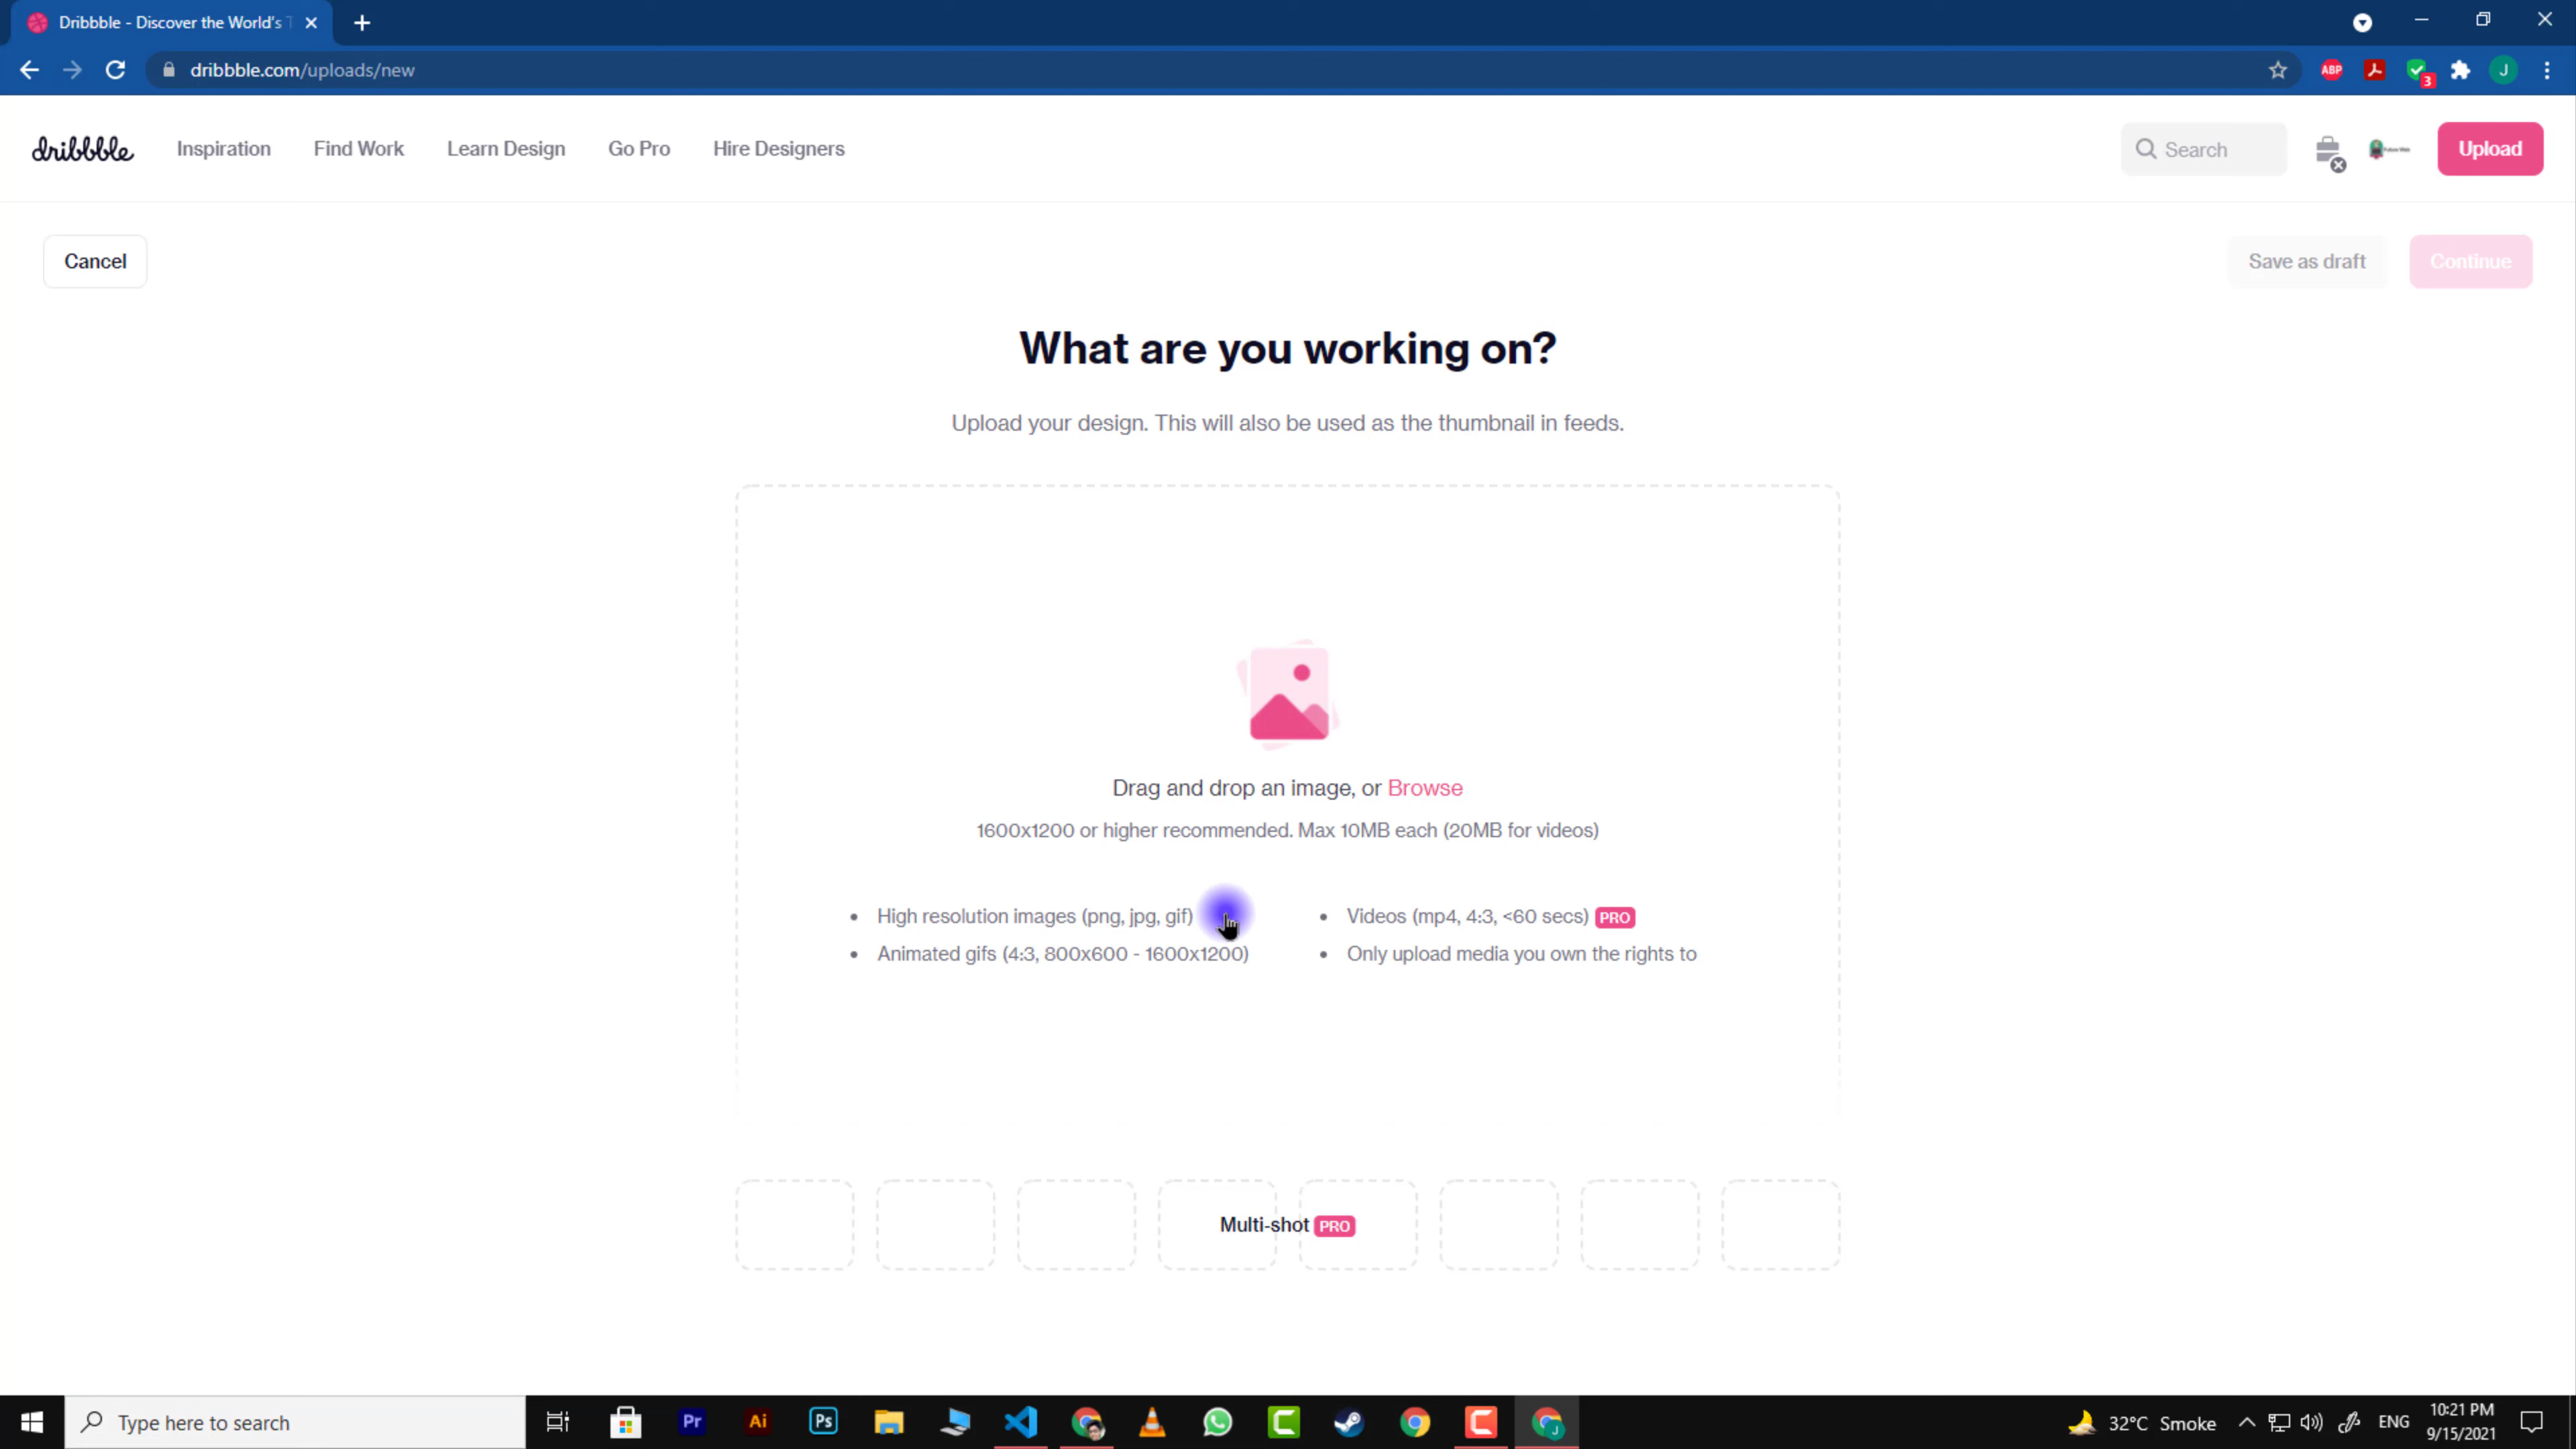 Dribbble - Discover the World's T
dribbble.com/uploads/new
ABP
3
J
dribbble
Inspiration
Find Work
Learn Design
Go Pro
Hire Designers
Search
Upload
Cancel
Save as draft
Continue
What are you working on?
Upload your design. This will also be used as the thumbnail in feeds.
Drag and drop an image, or Browse
1600x1200 or higher recommended. Max 10MB each (20MB for videos)
• High resolution images (png, jpg, gif)
• Animated gifs (4:3, 800x600 - 1600x1200)
• Videos (mp4, 4:3, <60 secs) PRO
• Only upload media you own the rights to
Multi-shot PRO
Type here to search
Pr
Ai
Ps
J
32°C Smoke
ENG
10:21 PM
9/15/2021